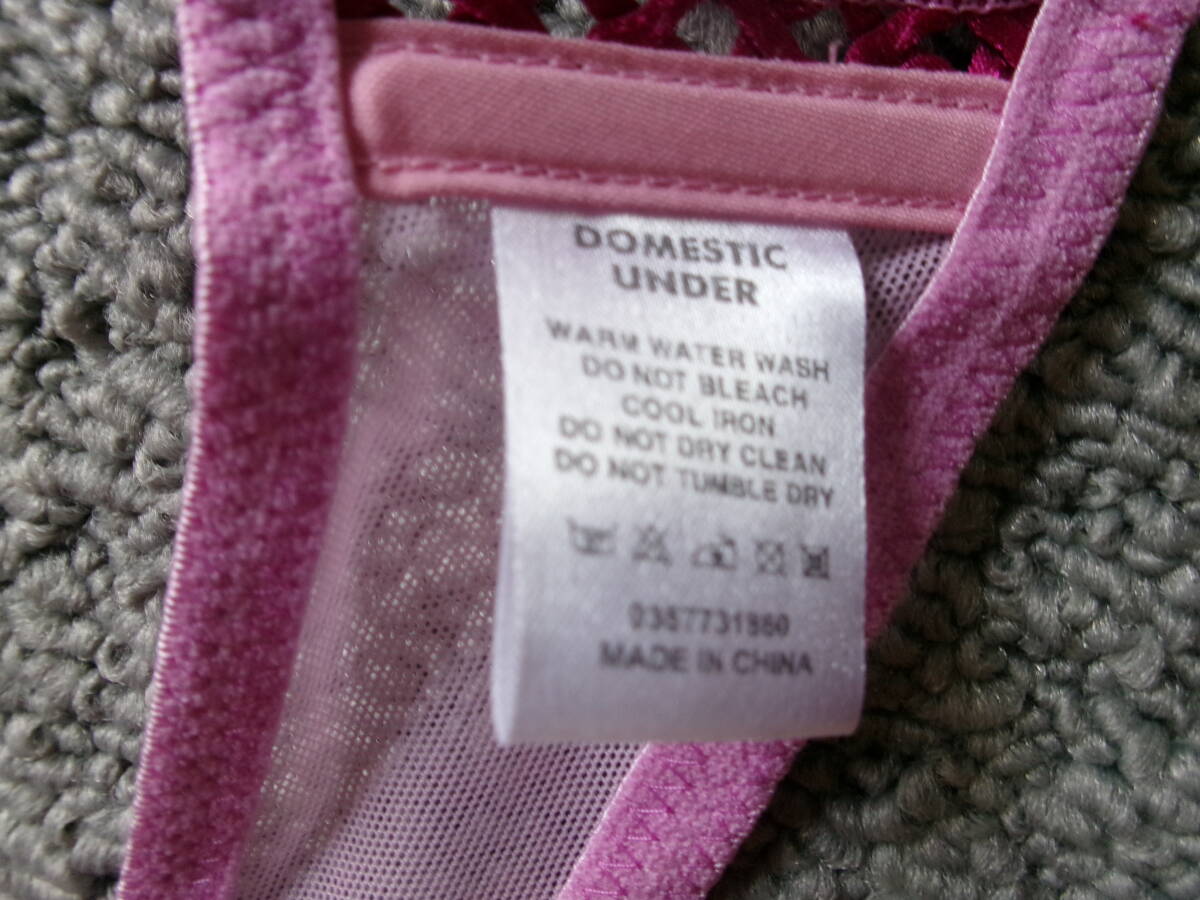 DOMESTIC
UNDER
WARM WATER WASH
DO NOT BLEACH
COOL IRON
DO NOT DRY CLEAN
DO NOT TUMBLE DRY
MADE IN CHINA